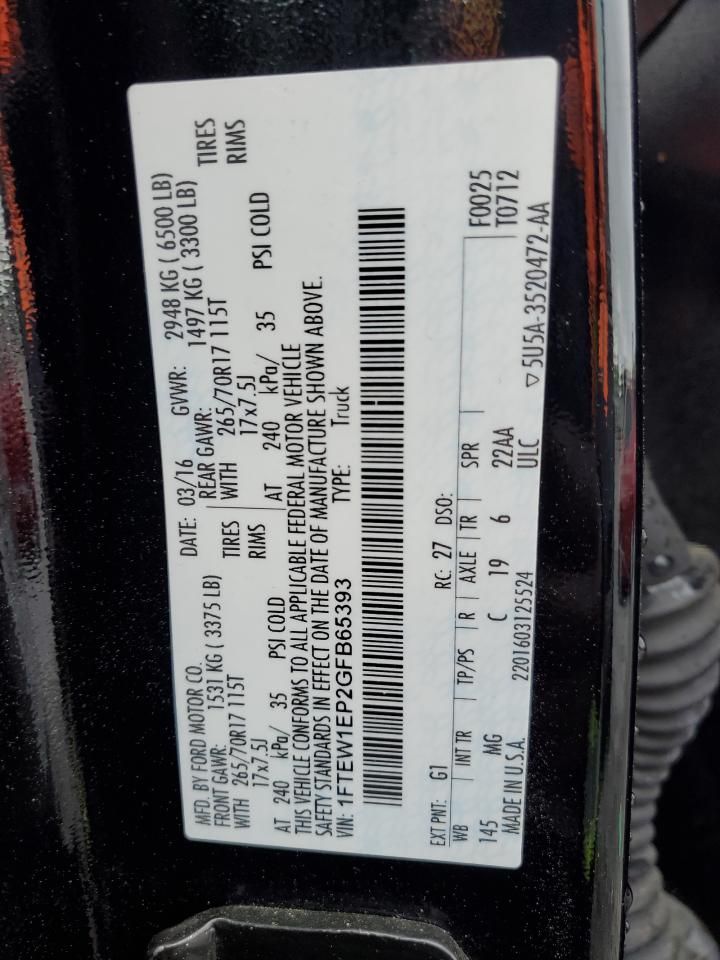 MFD. BY FORD MOTOR CO. DATE: 03/16 GVWR: 2948 KG ( 6500 LB)
FRONT GAWR: 1531 KG ( 3375 LB) REAR GAWR: 1497 KG ( 3300 LB)
WITH 265/70R17 115T TIRES WITH 265/70R17 115T TIRES
17x7.5J RIMS 17x7.5J RIMS
AT 240 kPa/ 35 PSI COLD AT 240 kPa/ 35 PSI COLD
THIS VEHICLE CONFORMS TO ALL APPLICABLE FEDERAL MOTOR VEHICLE
SAFETY STANDARDS IN EFFECT ON THE DATE OF MANUFACTURE SHOWN ABOVE.
VIN: 1FTEW1EP2GFB65393 TYPE: Truck
EXT PNT: G1 RC: 27 DSO: F0025
WB INT TR TP/PS R AXLE TR SPR T0712
145 MG C 19 6 22AA
MADE IN U.S.A. 2201603125524 ULC
▽5U5A-3520472-AA